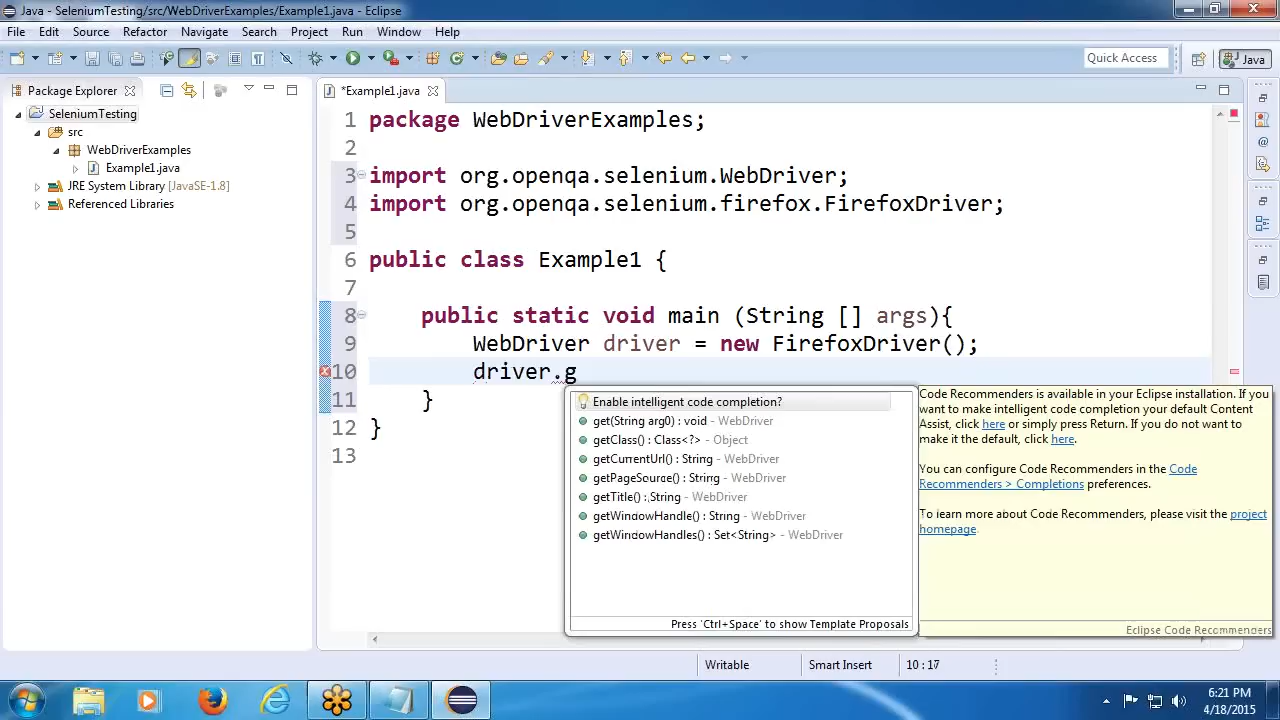 Java - SeleniumTesting/src/WebDriverExamples/Example1.java - Eclipse
File Edit Source Refactor Navigate Search Project Run Window Help
Quick Access
Java
Package Explorer
*Example1.java
SeleniumTesting
src
WebDriverExamples
Example1.java
JRE System Library [JavaSE-1.8]
Referenced Libraries
1 package WebDriverExamples;
2
3 import org.openqa.selenium.WebDriver;
4 import org.openqa.selenium.firefox.FirefoxDriver;
5
6 public class Example1 {
7
8 public static void main (String [] args){
9 WebDriver driver = new FirefoxDriver();
10 driver.g
11 }
12 }
13
Enable intelligent code completion?
get(String arg0) : void - WebDriver
getClass() : Class<?> - Object
getCurrentUrl() : String - WebDriver
getPageSource() : String - WebDriver
getTitle() : String - WebDriver
getWindowHandle() : String - WebDriver
getWindowHandles() : Set<String> - WebDriver
Press 'Ctrl+Space' to show Template Proposals
Code Recommenders is available in your Eclipse installation. If you
want to make intelligent code completion your default Content
Assist, click here or simply press Return. If you do not want to
make it the default, click here.
You can configure Code Recommenders in the Code
Recommenders > Completions preferences.
To learn more about Code Recommenders, please visit the project
homepage.
Eclipse Code Recommenders
Writable
Smart Insert
10 : 17
6:21 PM
4/18/2015